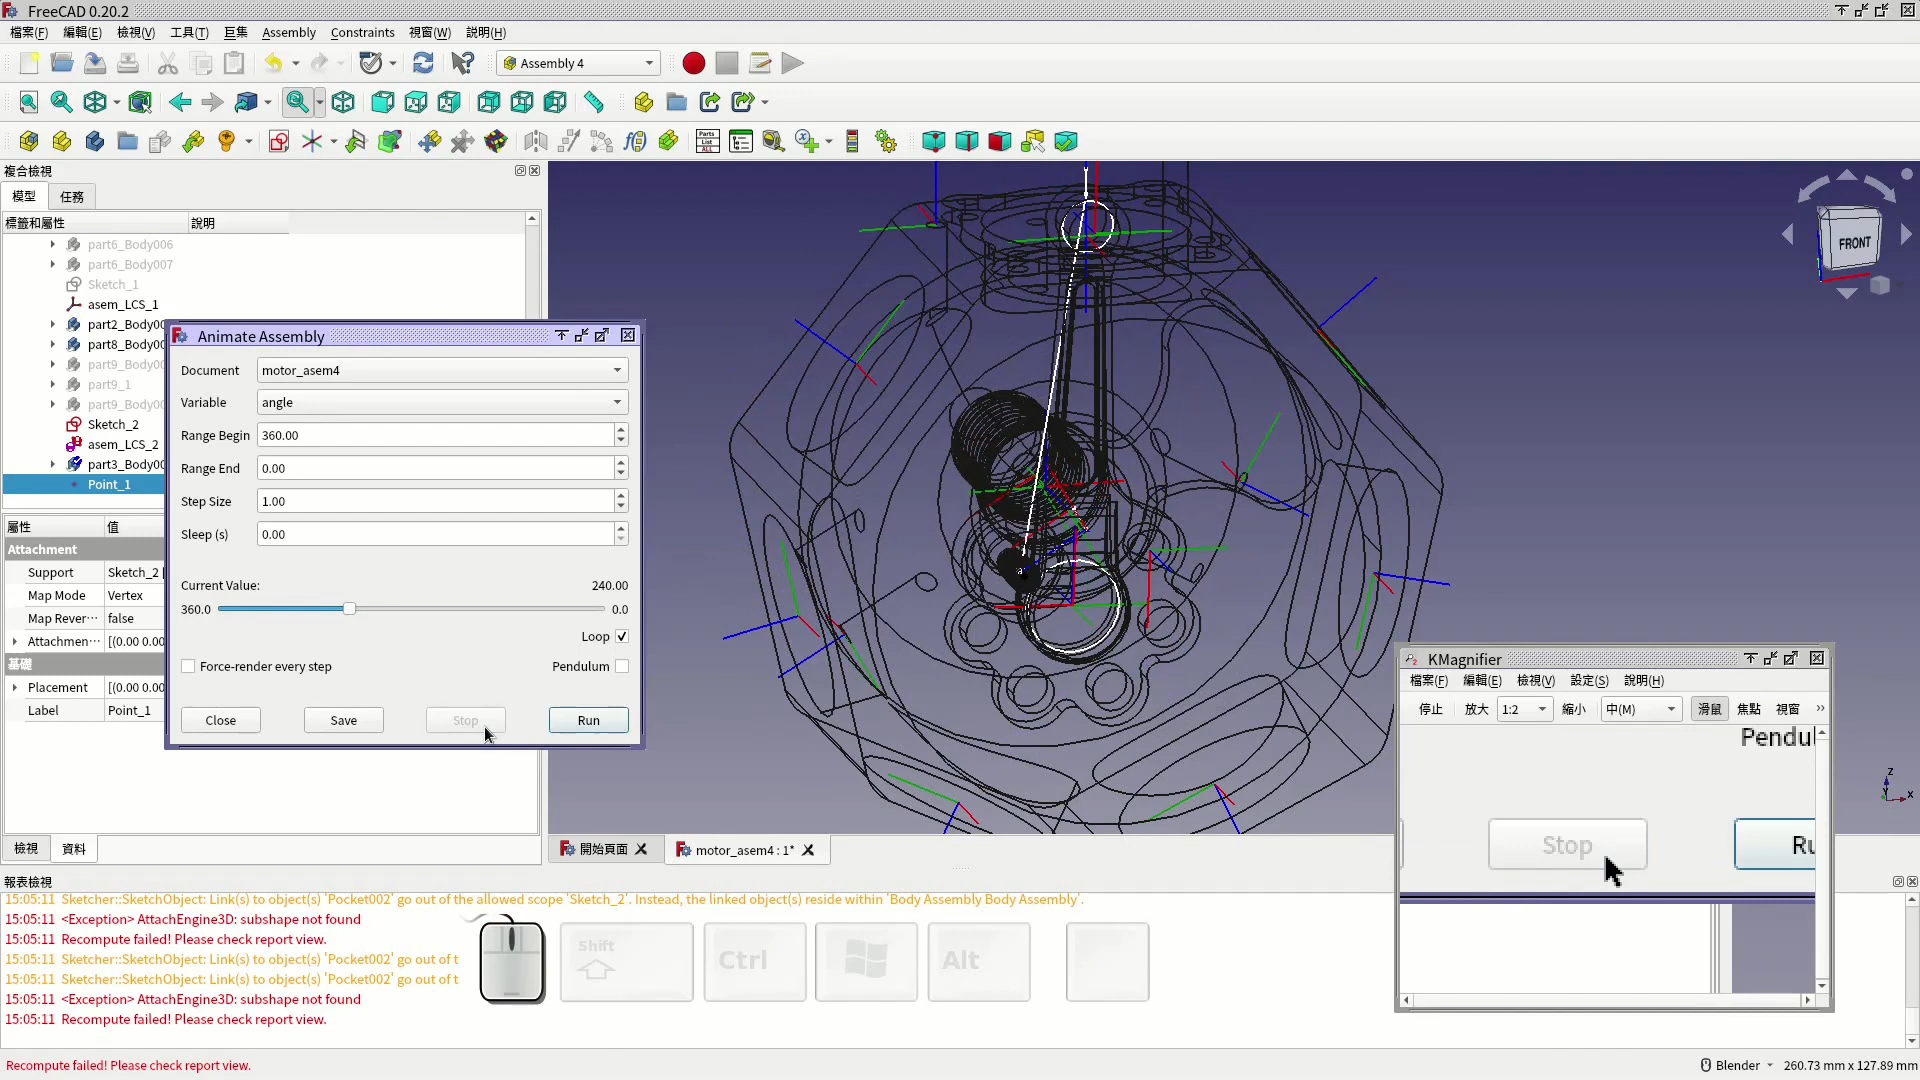 FreeCAD 0.20.2
檔案(F) 編輯(E) 檢視(V) 工具(T) 巨集 Assembly Constraints 視窗(W) 說明(H)
Assembly 4
Parts List ALL
複合檢視
模型 任務
標籤和屬性 說明
part6_Body006
part6_Body007
Sketch_1
asem_LCS_1
part2_Body00
part8_Body00
part9_Body00
part9_1
part9_Body00
Sketch_2
asem_LCS_2
part3_Body00
Point_1
Animate Assembly
Document motor_asem4
Variable angle
Range Begin 360.00
Range End 0.00
Step Size 1.00
Sleep (s) 0.00
Current Value: 240.00
360.0 0.0
Loop
Force-render every step Pendulum
Close Save Stop Run
屬性 值
Attachment
Support Sketch_2 [
Map Mode Vertex
Map Rever··· false
Attachmen··· [(0.00 0.00
基礎
Placement [(0.00 0.00
Label Point_1
檢視 資料
FRONT
Z
Y
X
KMagnifier
檔案(F) 編輯(E) 檢視(V) 設定(S) 說明(H)
停止 放大 1:2 縮小 中(M) 滑鼠 焦點 視窗 »
Pendul
Stop Ru
開始頁面 motor_asem4 : 1*
報表檢視
15:05:11 Sketcher::SketchObject: Link(s) to object(s) 'Pocket002' go out of the allowed scope 'Sketch_2'. Instead, the linked object(s) reside within 'Body Assembly Body Assembly'.
15:05:11 <Exception> AttachEngine3D: subshape not found
15:05:11 Recompute failed! Please check report view.
15:05:11 Sketcher::SketchObject: Link(s) to object(s) 'Pocket002' go out of t
15:05:11 Sketcher::SketchObject: Link(s) to object(s) 'Pocket002' go out of t
15:05:11 <Exception> AttachEngine3D: subshape not found
15:05:11 Recompute failed! Please check report view.
Shift Ctrl Alt
Recompute failed! Please check report view.
Blender 260.73 mm x 127.89 mm